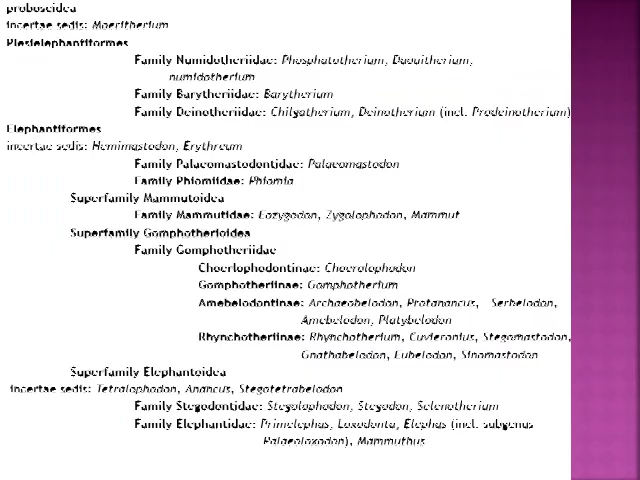 proboscidea
incertae sedis: Moeritherium
Plesielephantiformes
Family Numidotheriidae: Phosphatotherium, Daouitherium,
numidotherium
Family Barytheriidae: Barytherium
Family Deinotheriidae: Chilgatherium, Deinotherium (incl. Prodeinotherium)
Elephantiformes
incertae sedis: Hemimastodon, Erythreum
Family Palaeomastodontidae: Palaeomastodon
Family Phiomiidae: Phiomia
Superfamily Mammutoidea
Family Mammutidae: Eozygodon, Zygolophodon, Mammut
Superfamily Gomphotherioidea
Family Gomphotheriidae
Choerlophodontinae: Choerolophodon
Gomphotheriinae: Gomphotherium
Amebelodontinae: Archaeobelodon, Protanancus, Serbelodon,
Amebelodon, Platybelodon
Rhynchotheriinae: Rhynchotherium, Cuvieronius, Stegomastodon,
Gnathabelodon, Eubelodon, Sinomastodon
Superfamily Elephantoidea
incertae sedis: Tetralophodon, Anancus, Stegotetrabelodon
Family Stegodontidae: Stegolophodon, Stegodon, Selenotherium
Family Elephantidae: Primelephas, Loxodonta, Elephas (incl. subgenus
Palaeoloxodon), Mammuthus